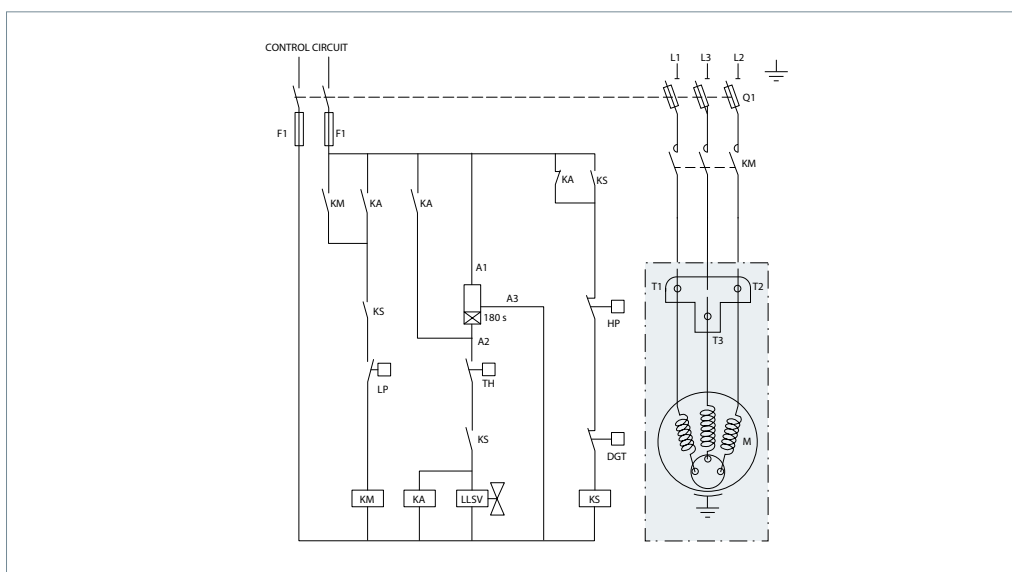 CONTROL CIRCUIT
L1 L3 L2
Q1
F1 F1
KA KS KM
KM KA KA
A1
T1 T2
A3
KS 180 s HP
A2 T3
LP TH
KS M
DGT
KM KA LLSV KS